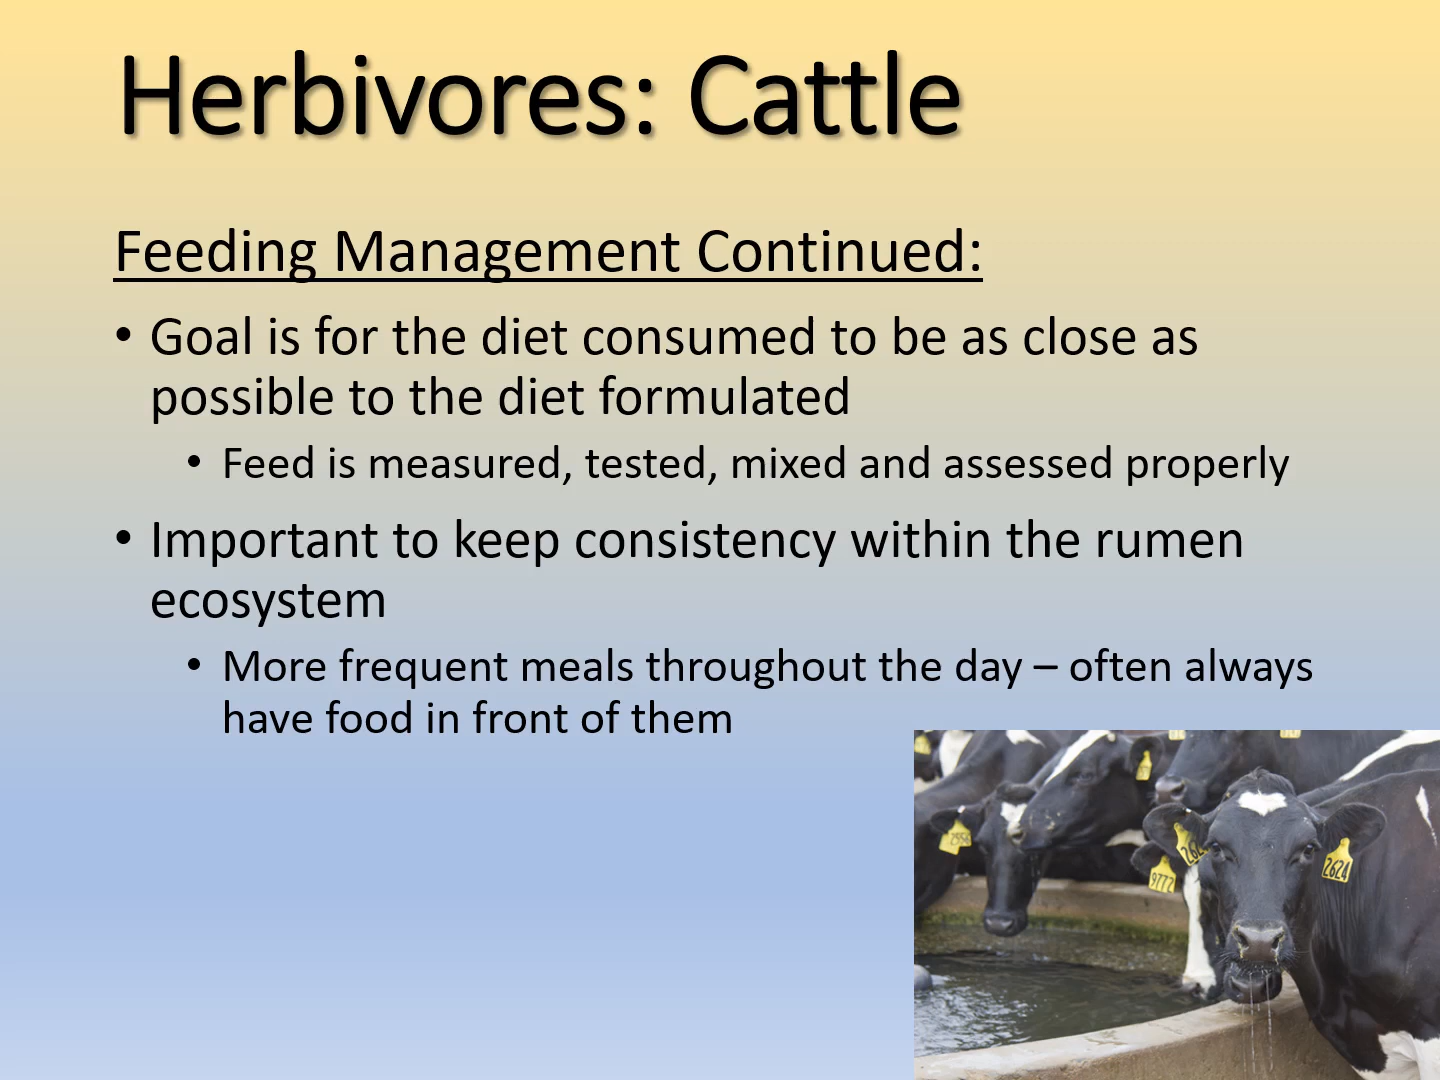 Herbivores: Cattle
Feeding Management Continued:
• Goal is for the diet consumed to be as close as
possible to the diet formulated
• Feed is measured, tested, mixed and assessed properly
• Important to keep consistency within the rumen
ecosystem
• More frequent meals throughout the day – often always
have food in front of them
9772
2624